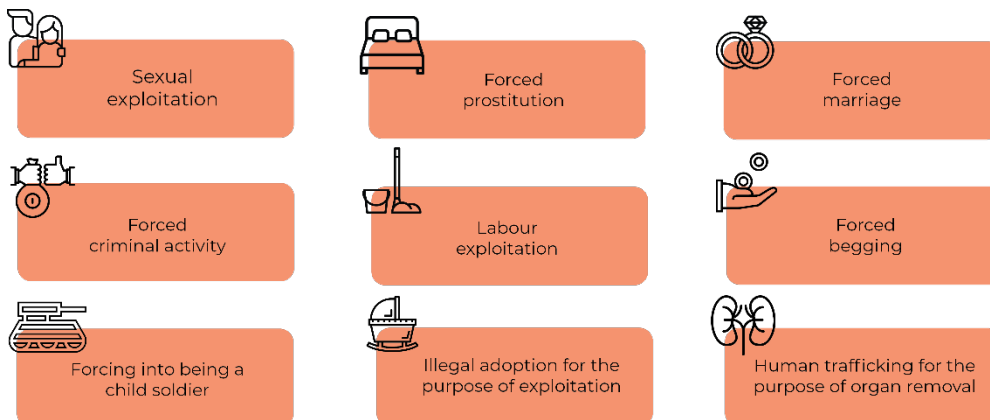 Sexual
exploitation
Forced
prostitution
Forced
marriage
Forced
criminal activity
Labour
exploitation
Forced
begging
Forcing into being a
child soldier
Illegal adoption for the
purpose of exploitation
Human trafficking for the
purpose of organ removal